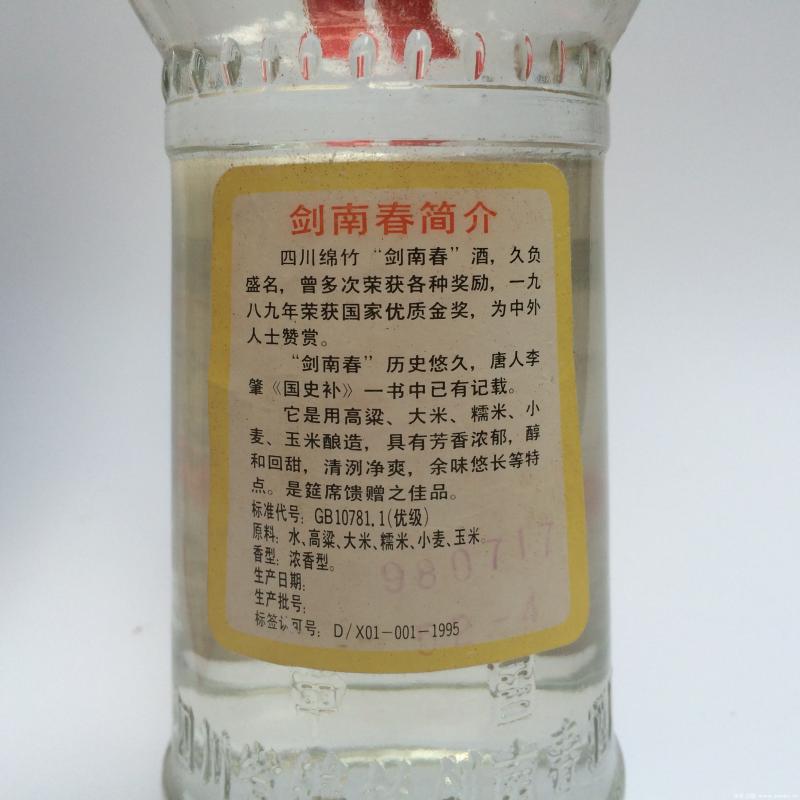 剑南春简介
四川绵竹“剑南春”酒，久负
盛名，曾多次荣获各种奖励，一九
八九年荣获国家优质金奖，为中外
人士赞赏。
“剑南春”历史悠久，唐人李
肇《国史补》一书中已有记载。
它是用高粱、大米、糯米、小
麦、玉米酿造，具有芳香浓郁，醇
和回甜，清洌净爽，余味悠长等特
点。是筵席馈赠之佳品。
标准代号：GB10781.1(优级)
原料：水、高粱、大米、糯米、小麦、玉米。
香型：浓香型。
生产日期：980717
生产批号：
标签认可号：D/X01-001-1995